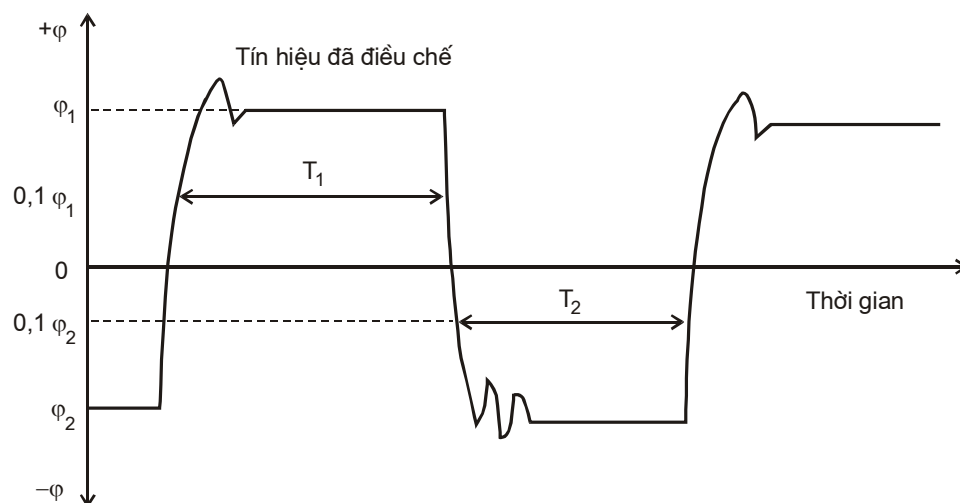 +φ
Tín hiệu đã điều chế
φ1
T1
0,1 φ1
0
T2
Thời gian
0,1 φ2
φ2
−φ